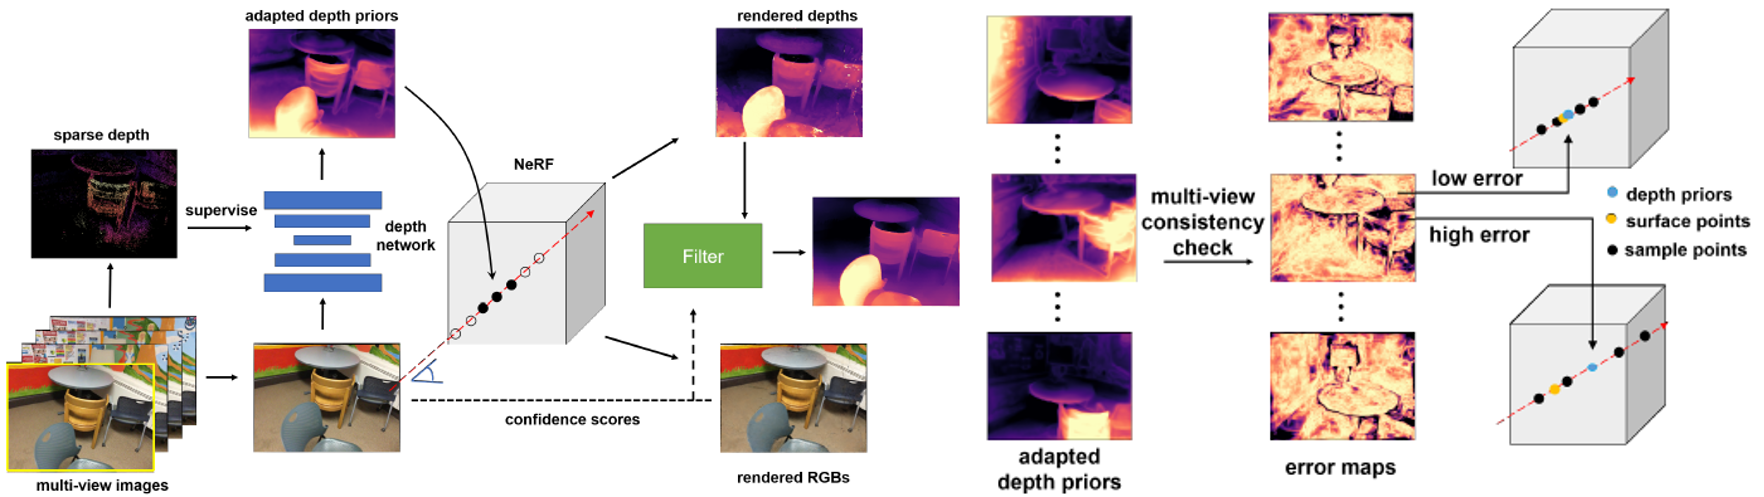 adapted depth priors
rendered depths
sparse depth
NeRF
supervise
depth
network
Filter
confidence scores
multi-view images
rendered RGBs
multi-view
consistency
check
low error
high error
depth priors
surface points
sample points
adapted
depth priors
error maps